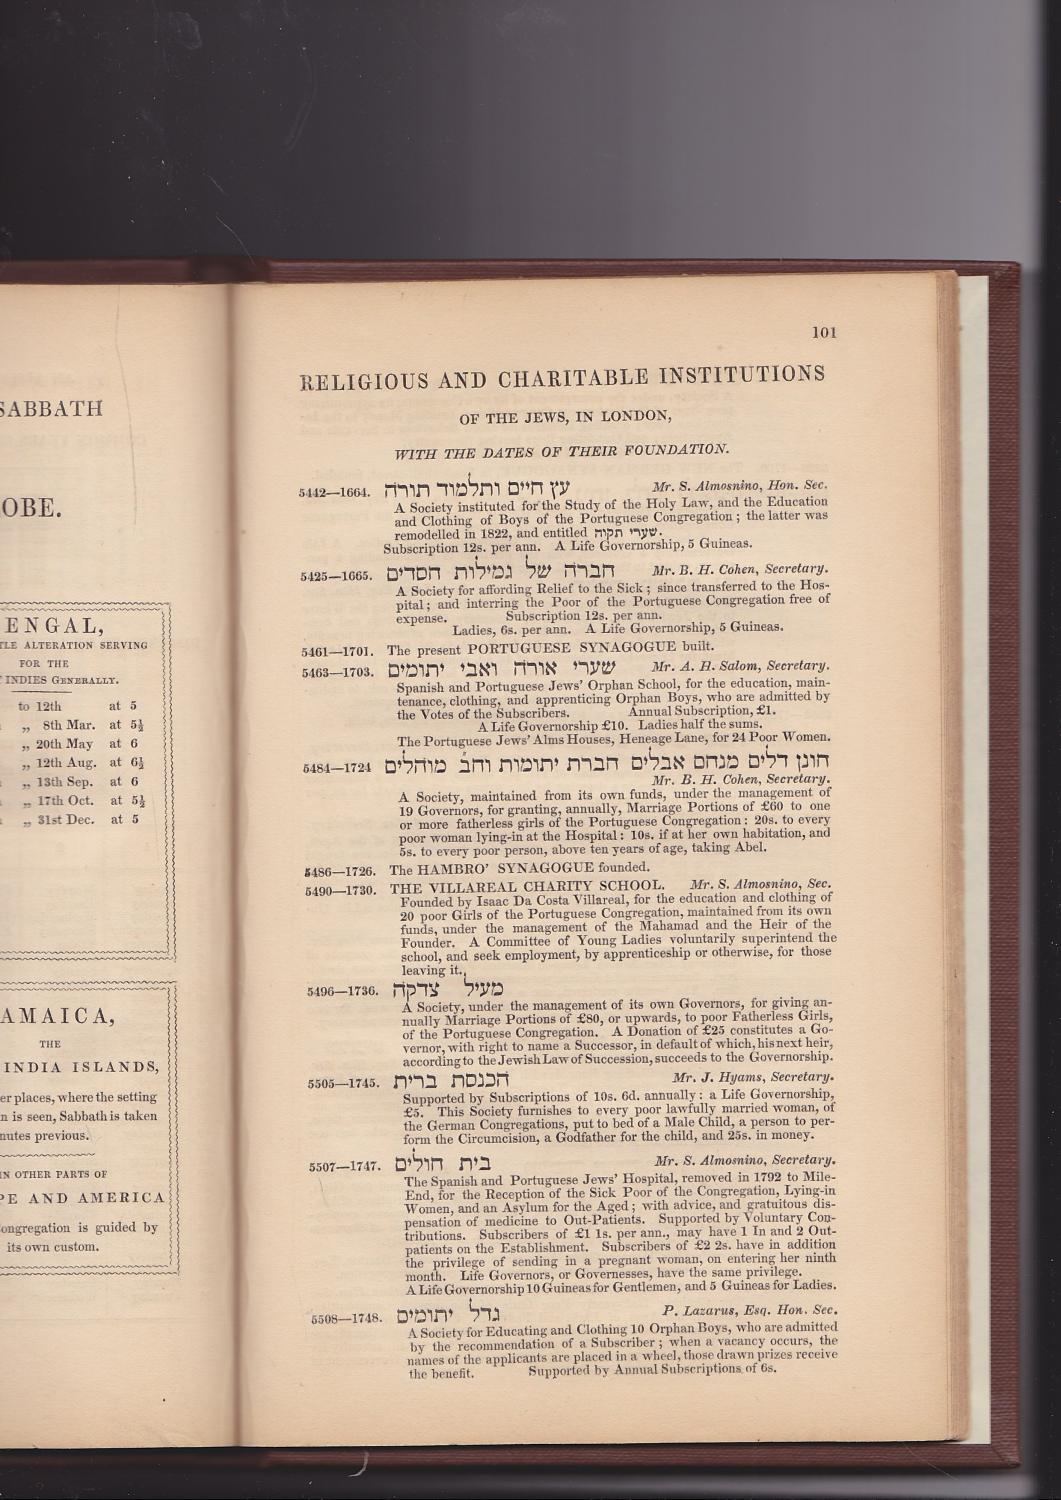 SABBATH
OBE.
ENGAL,
TLE ALTERATION SERVING
FOR THE
INDIES GENERALLY.
to 12th at 5
„ 8th Mar. at 5½
„ 20th May at 6
„ 12th Aug. at 6½
„ 13th Sep. at 6
„ 17th Oct. at 5½
„ 31st Dec. at 5
AMAICA,
THE
INDIA ISLANDS,
er places, where the setting
n is seen, Sabbath is taken
nutes previous.
IN OTHER PARTS OF
PE AND AMERICA
ongregation is guided by
its own custom.
101
RELIGIOUS AND CHARITABLE INSTITUTIONS
OF THE JEWS, IN LONDON,
WITH THE DATES OF THEIR FOUNDATION.
5442—1664. עץ חיים ותלמוד תורה Mr. S. Almosnino, Hon. Sec.
A Society instituted for the Study of the Holy Law, and the Education
and Clothing of Boys of the Portuguese Congregation; the latter was
remodelled in 1822, and entitled שערי תקוה.
Subscription 12s. per ann. A Life Governorship, 5 Guineas.
5425—1665. חברה של גמילות חסדים Mr. B. H. Cohen, Secretary.
A Society for affording Relief to the Sick; since transferred to the Hos-
pital; and interring the Poor of the Portuguese Congregation free of
expense. Subscription 12s. per ann.
Ladies, 6s. per ann. A Life Governorship, 5 Guineas.
5461—1701. The present PORTUGUESE SYNAGOGUE built.
5463—1703. שערי אורה ואבי יתומים Mr. A. H. Salom, Secretary.
Spanish and Portuguese Jews' Orphan School, for the education, main-
tenance, clothing, and apprenticing Orphan Boys, who are admitted by
the Votes of the Subscribers. Annual Subscription, £1.
A Life Governorship £10. Ladies half the sums.
The Portuguese Jews' Alms Houses, Heneage Lane, for 24 Poor Women.
5484—1724 חונן דלים מנחם אבלים חברת יתומות וחב' מוהלים
Mr. B. H. Cohen, Secretary.
A Society, maintained from its own funds, under the management of
19 Governors, for granting, annually, Marriage Portions of £60 to one
or more fatherless girls of the Portuguese Congregation: 20s. to every
poor woman lying-in at the Hospital: 10s. if at her own habitation, and
5s. to every poor person, above ten years of age, taking Abel.
5486—1726. The HAMBRO' SYNAGOGUE founded.
5490—1730. THE VILLAREAL CHARITY SCHOOL. Mr. S. Almosnino, Sec.
Founded by Isaac Da Costa Villareal, for the education and clothing of
20 poor Girls of the Portuguese Congregation, maintained from its own
funds, under the management of the Mahamad and the Heir of the
Founder. A Committee of Young Ladies voluntarily superintend the
school, and seek employment, by apprenticeship or otherwise, for those
leaving it.
5496—1736. מעיל צדקה
A Society, under the management of its own Governors, for giving an-
nually Marriage Portions of £80, or upwards, to poor Fatherless Girls,
of the Portuguese Congregation. A Donation of £25 constitutes a Go-
vernor, with right to name a Successor, in default of which, his next heir,
according to the Jewish Law of Succession, succeeds to the Governorship.
5505—1745. הכנסת ברית Mr. J. Hyams, Secretary.
Supported by Subscriptions of 10s. 6d. annually: a Life Governorship,
£5. This Society furnishes to every poor lawfully married woman, of
the German Congregations, put to bed of a Male Child, a person to per-
form the Circumcision, a Godfather for the child, and 25s. in money.
5507—1747. בית חולים Mr. S. Almosnino, Secretary.
The Spanish and Portuguese Jews' Hospital, removed in 1792 to Mile-
End, for the Reception of the Sick Poor of the Congregation, Lying-in
Women, and an Asylum for the Aged; with advice, and gratuitous dis-
pensation of medicine to Out-Patients. Supported by Voluntary Con-
tributions. Subscribers of £1 1s. per ann., may have 1 In and 2 Out-
patients on the Establishment. Subscribers of £2 2s. have in addition
the privilege of sending in a pregnant woman, on entering her ninth
month. Life Governors, or Governesses, have the same privilege.
A Life Governorship 10 Guineas for Gentlemen, and 5 Guineas for Ladies.
5508—1748. גדל יתומים P. Lazarus, Esq. Hon. Sec.
A Society for Educating and Clothing 10 Orphan Boys, who are admitted
by the recommendation of a Subscriber; when a vacancy occurs, the
names of the applicants are placed in a wheel, those drawn prizes receive
the benefit. Supported by Annual Subscriptions of 6s.